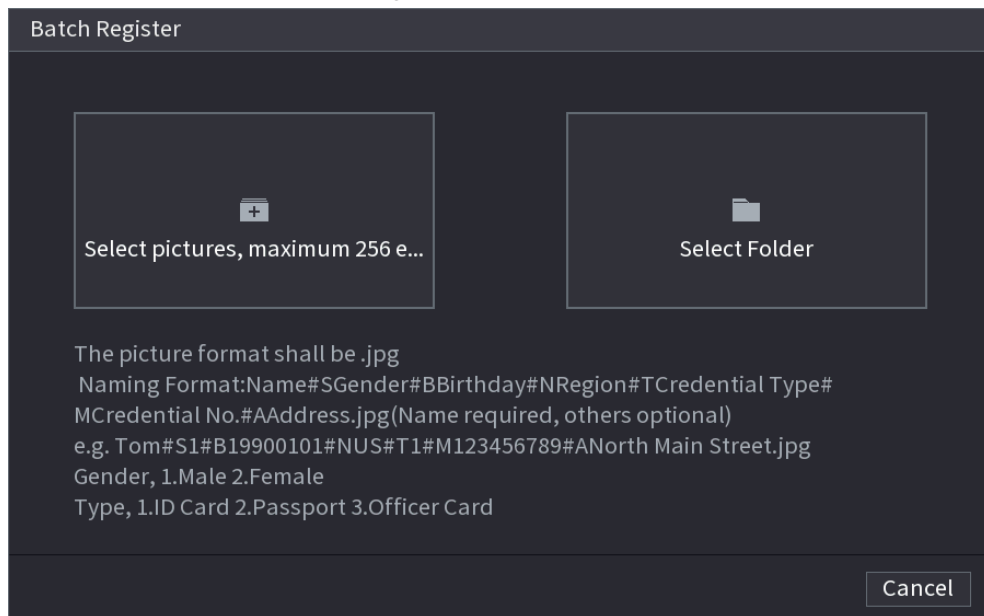 Batch Register
Select pictures, maximum 256 e...
Select Folder
The picture format shall be .jpg
Naming Format:Name#SGender#BBirthday#NRegion#TCredential Type#
MCredential No.#AAddress.jpg(Name required, others optional)
e.g. Tom#S1#B19900101#NUS#T1#M123456789#ANorth Main Street.jpg
Gender, 1.Male 2.Female
Type, 1.ID Card 2.Passport 3.Officer Card
Cancel